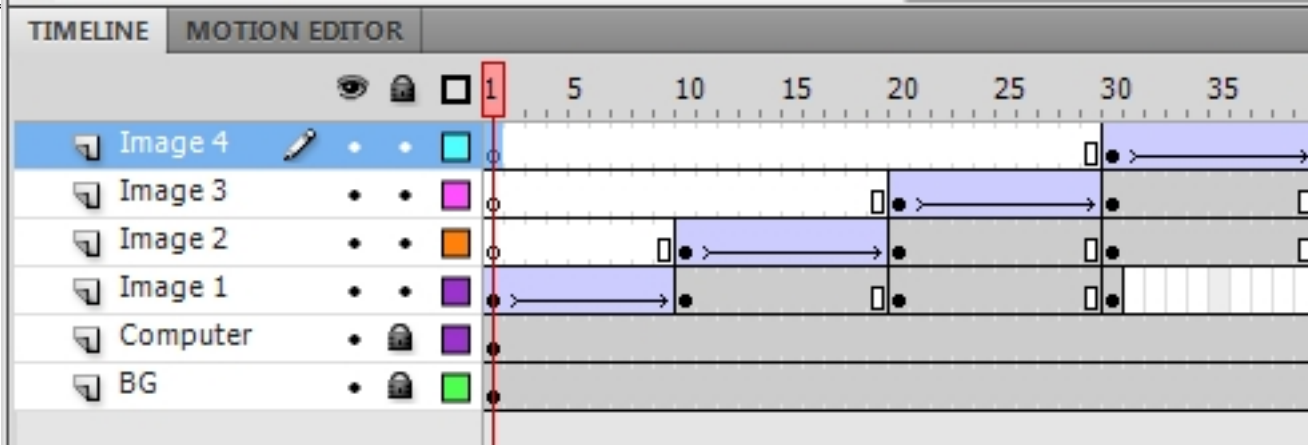 TIMELINE MOTION EDITOR
1 5 10 15 20 25 30 35
Image 4
Image 3
Image 2
Image 1
Computer
BG